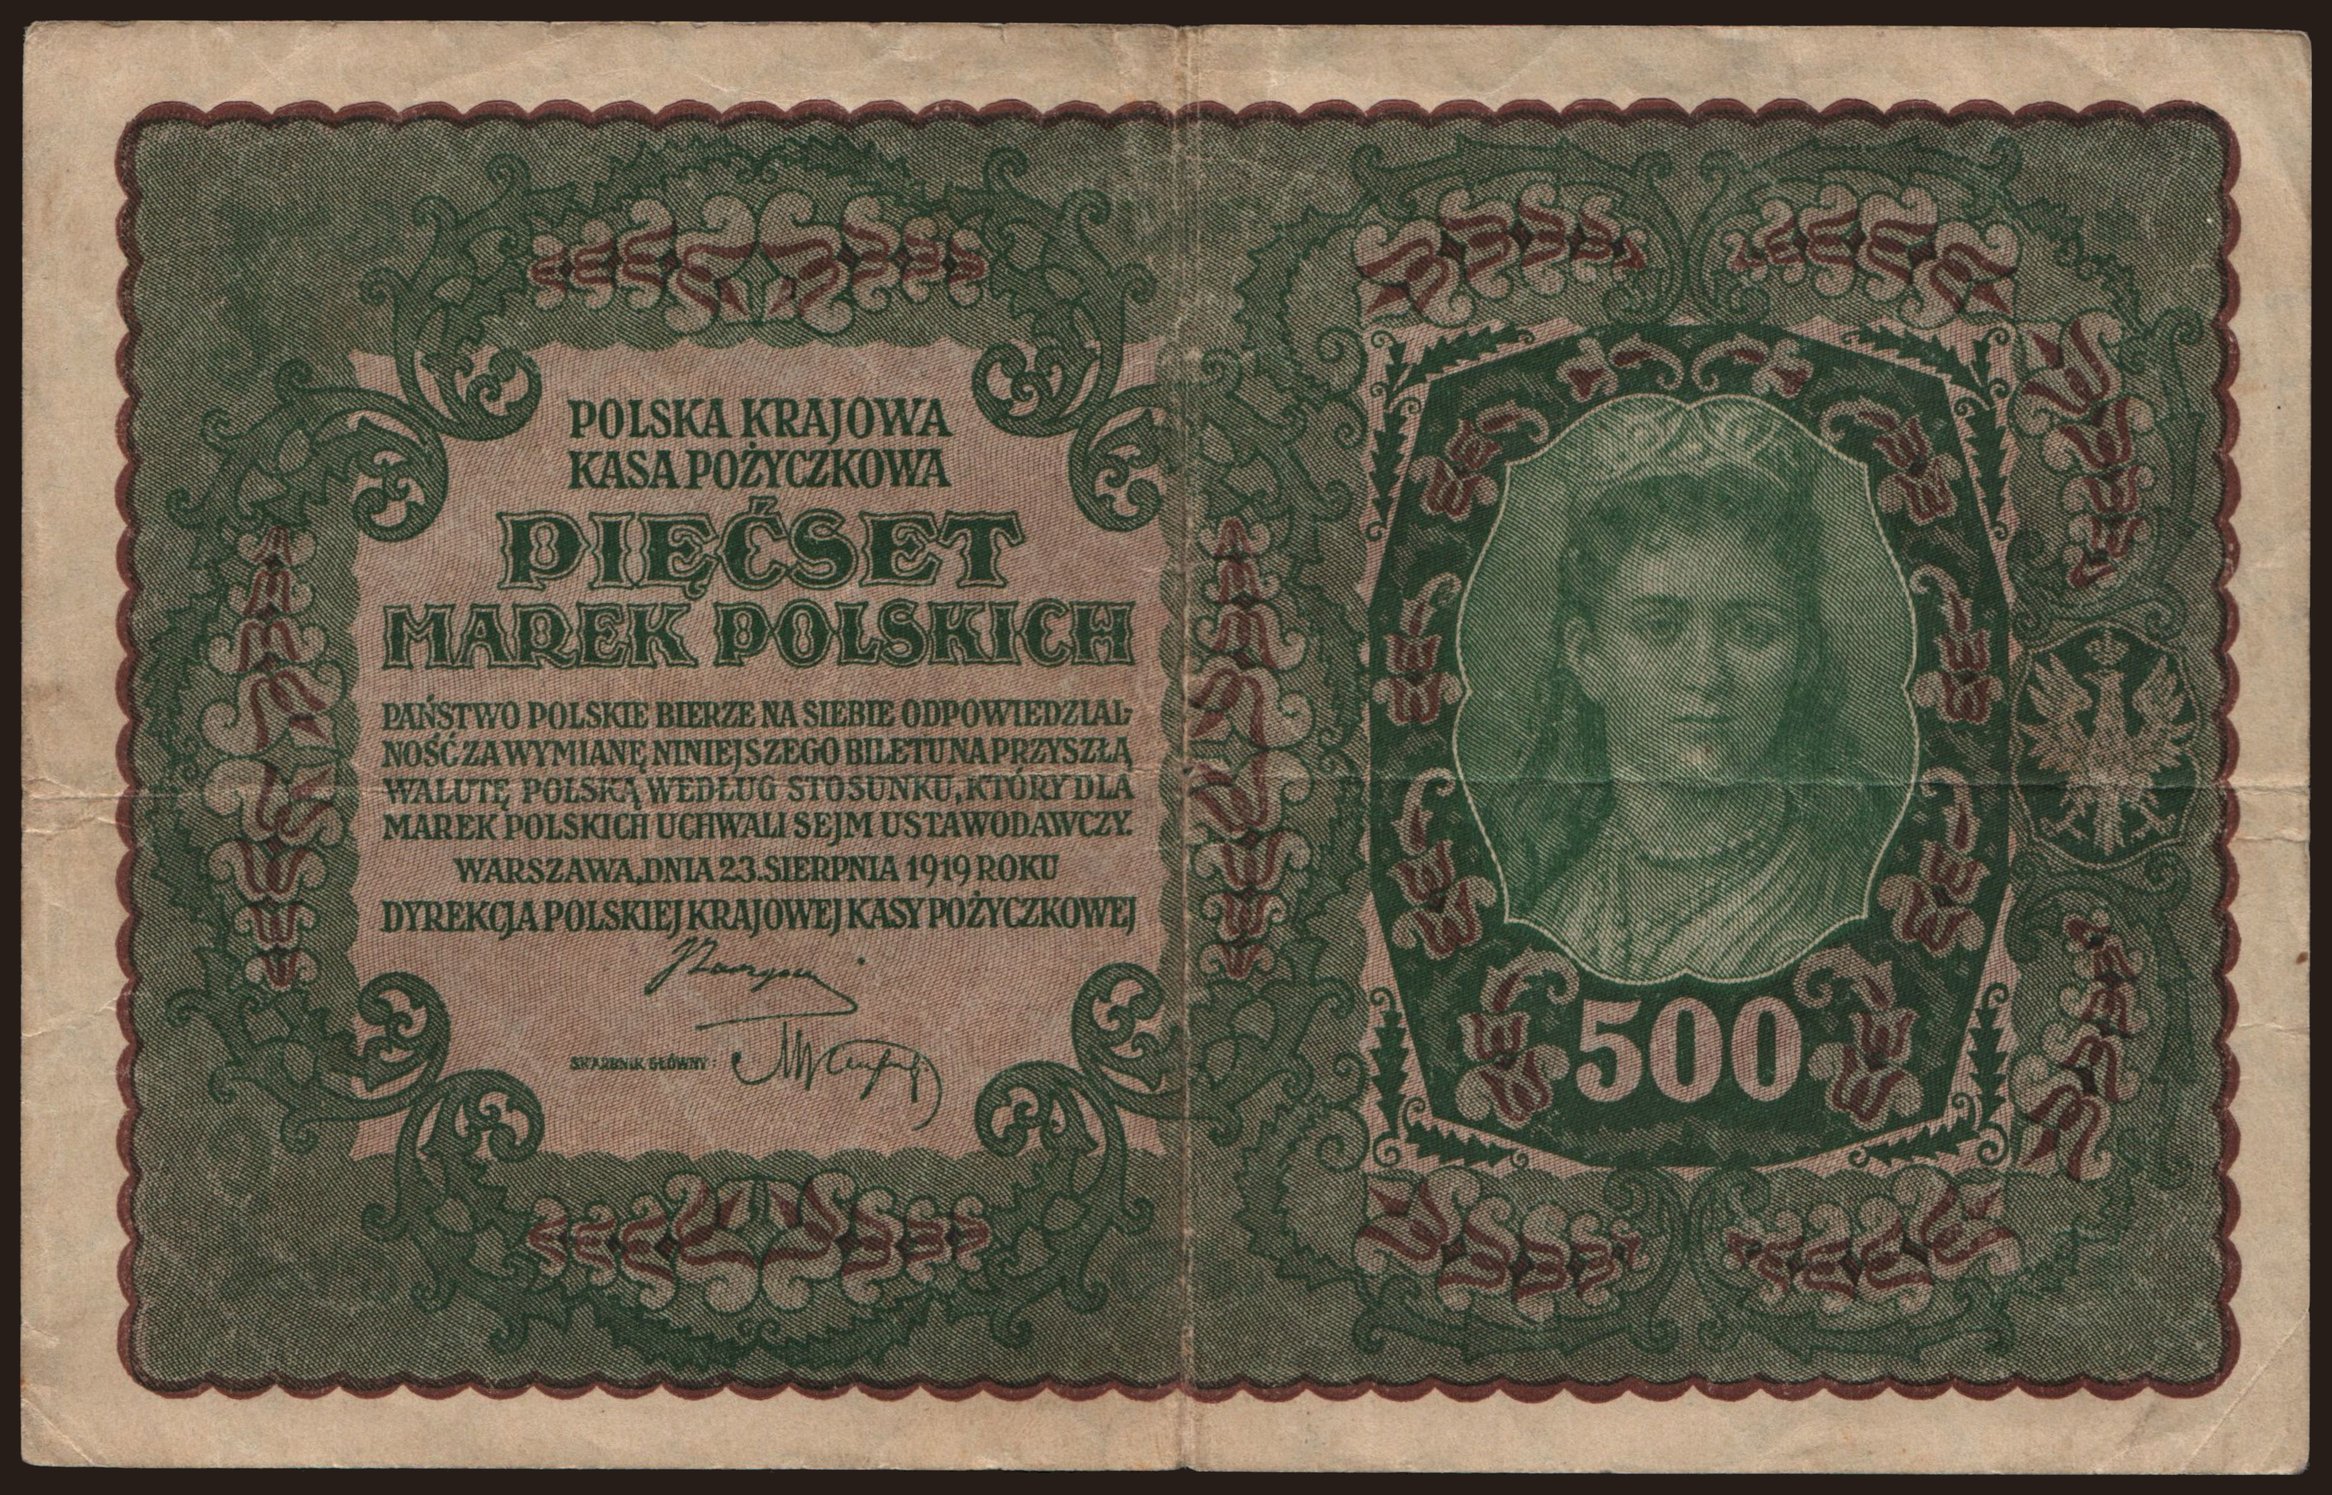 POLSKA KRAJOWA
KASA POŻYCZKOWA
PIĘĆSET
MAREK POLSKICH
PAŃSTWO POLSKIE BIERZE NA SIEBIE ODPOWIEDZIAL-
NOŚĆ ZA WYMIANĘ NINIEJSZEGO BILETU NA PRZYSZŁĄ
WALUTĘ POLSKĄ WEDŁUG STOSUNKU, KTÓRY DLA
MAREK POLSKICH UCHWALI SEJM USTAWODAWCZY.
WARSZAWA, DNIA 23. SIERPNIA 1919 ROKU
DYREKCJA POLSKIEJ KRAJOWEJ KASY POŻYCZKOWEJ
SKARBNIK GŁÓWNY:
500